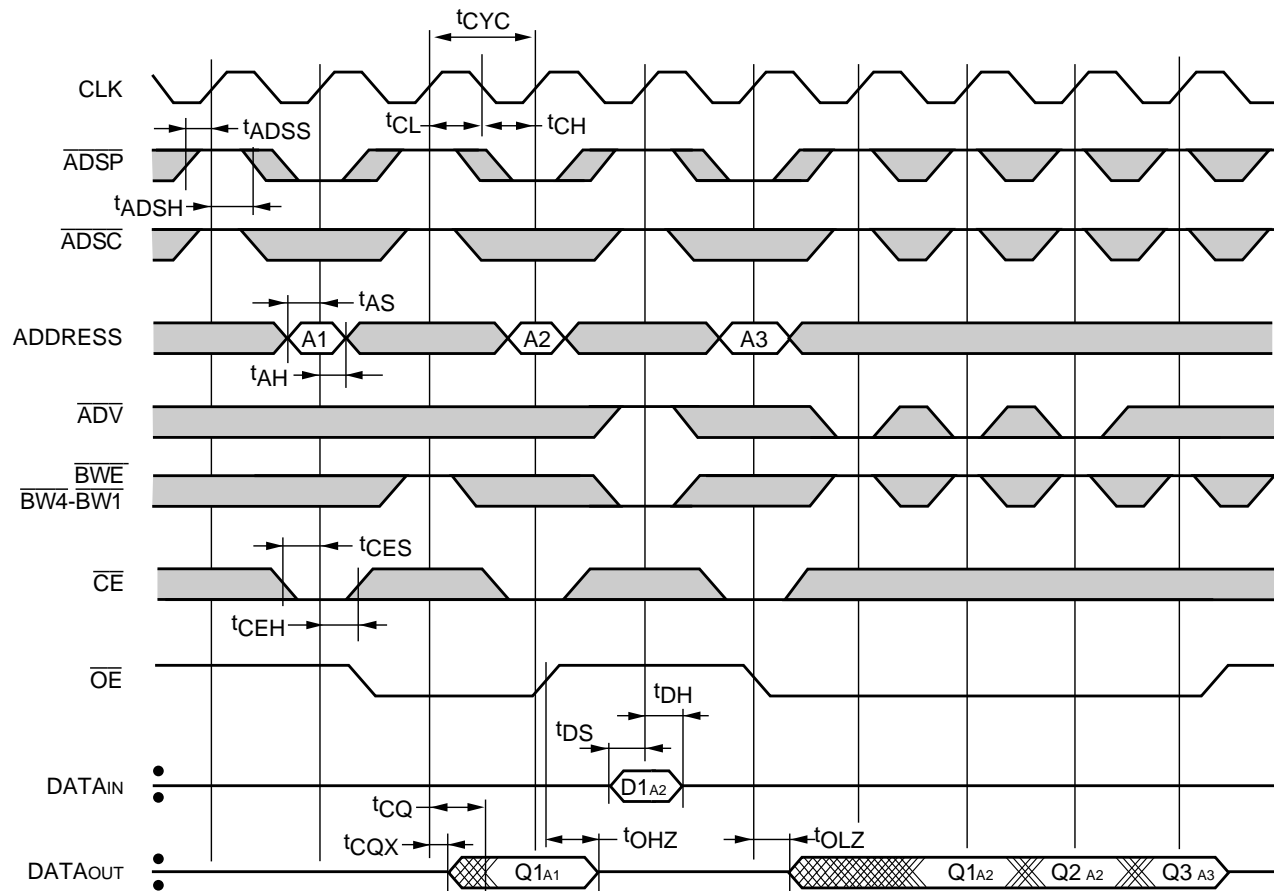 tCYC
CLK
tADSS
tCL
tCH
ADSP
tADSH
ADSC
tAS
ADDRESS
A1
A2
A3
tAH
ADV
BWE
BW4-BW1
tCES
CE
tCEH
OE
tDH
tDS
DATAIN
D1A2
tCQ
tCQX
tOHZ
tOLZ
DATAOUT
Q1A1
Q1A2
Q2 A2
Q3 A3